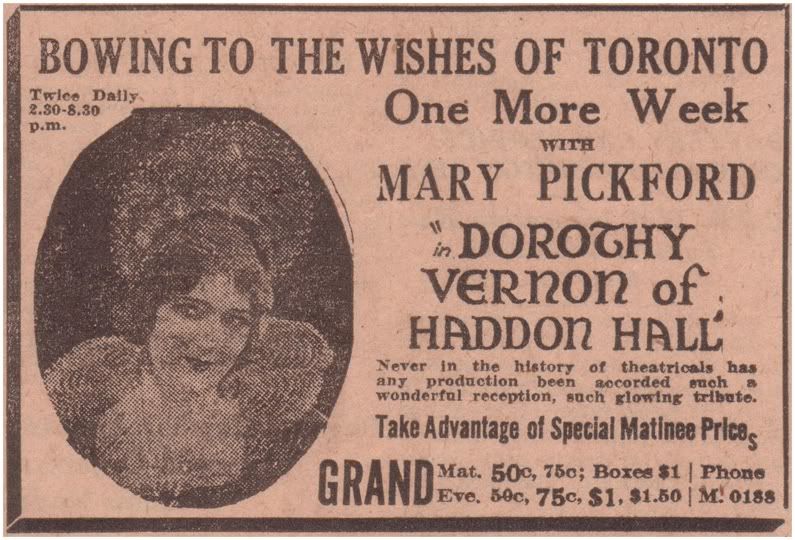 BOWING TO THE WISHES OF TORONTO
Twice Daily
2.30-8.30
p.m.
One More Week
WITH
MARY PICKFORD
"in DOROTHY
VERNON of
HADDON HALL"
Never in the history of theatricals has
any production been accorded such a
wonderful reception, such glowing tribute.
Take Advantage of Special Matinee Prices
GRAND
Mat. 50c, 75c; Boxes $1 | Phone
Eve. 50c, 75c, $1, $1.50 | M. 0188